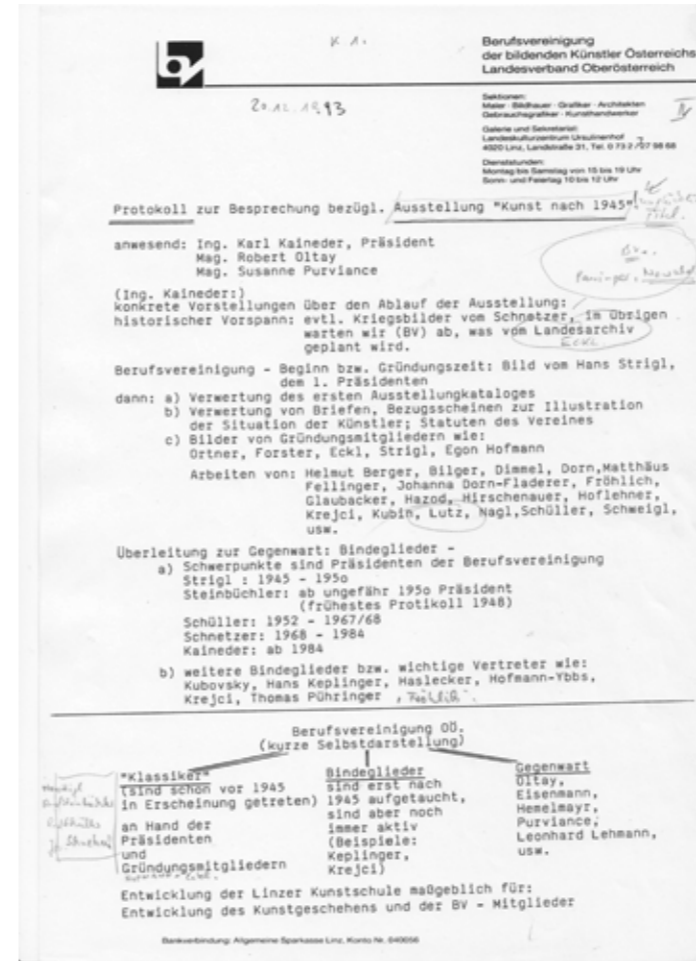 K 1.
Berufsvereinigung
der bildenden Künstler Österreichs
Landesverband Oberösterreich
bv
20.12.1993
Sektionen:
Maler · Bildhauer · Grafiker · Architekten
Gebrauchsgrafiker · Kunsthandwerker
IV
Galerie und Sekretariat:
Landeskulturzentrum Ursulinenhof
4020 Linz, Landstraße 31, Tel. 0 73 2 / 27 98 68
Dienststunden:
Montag bis Samstag von 15 bis 19 Uhr
Sonn- und Feiertag 10 bis 12 Uhr
Protokoll zur Besprechung bezügl. Ausstellung "Kunst nach 1945"!
Titel.
anwesend: Ing. Karl Kaineder, Präsident
Mag. Robert Oltay
Mag. Susanne Purviance
(Ing. Kaineder:)
konkrete Vorstellungen über den Ablauf der Ausstellung:
historischer Vorspann: evtl. Kriegsbilder vom Schnetzer, im übrigen
warten wir (BV) ab, was vom Landesarchiv
geplant wird.
Eckl
Berufsvereinigung - Beginn bzw. Gründungszeit: Bild vom Hans Strigl,
dem 1. Präsidenten
dann: a) Verwertung des ersten Ausstellungkataloges
b) Verwertung von Briefen, Bezugsscheinen zur Illustration
der Situation der Künstler; Statuten des Vereines
c) Bilder von Gründungsmitgliedern wie:
Ortner, Forster, Eckl, Strigl, Egon Hofmann
Arbeiten von: Helmut Berger, Bilger, Dimmel, Dorn,Matthäus
Fellinger, Johanna Dorn-Fladerer, Fröhlich,
Glaubacker, Hazod, Hirschenauer, Hoflehner,
Krejci, Kubin, Lutz, Nagl,Schüller, Schweigl,
usw.
Überleitung zur Gegenwart: Bindeglieder -
a) Schwerpunkte sind Präsidenten der Berufsvereinigung
Strigl : 1945 - 195o
Steinbüchler: ab ungefähr 195o Präsident
(frühestes Protikoll 1948)
Schüller: 1952 - 1967/68
Schnetzer: 1968 - 1984
Kaineder: ab 1984
b) weitere Bindeglieder bzw. wichtige Vertreter wie:
Kubovsky, Hans Keplinger, Haslecker, Hofmann-Ybbs,
Krejci, Thomas Pühringer
Berufsvereinigung OÖ.
(kurze Selbstdarstellung)
"Klassiker"
(sind schon vor 1945
in Erscheinung getreten)
an Hand der
Präsidenten
und
Gründungsmitgliedern
Bindeglieder
sind erst nach
1945 aufgetaucht,
sind aber noch
immer aktiv
(Beispiele:
Keplinger,
Krejci)
Gegenwart
Oltay,
Eisenmann,
Hemelmayr,
Purviance,
Leonhard Lehmann,
usw.
Entwicklung der Linzer Kunstschule maßgeblich für:
Entwicklung des Kunstgeschehens und der BV - Mitglieder
Bankverbindung: Allgemeine Sparkasse Linz, Konto Nr. 040056